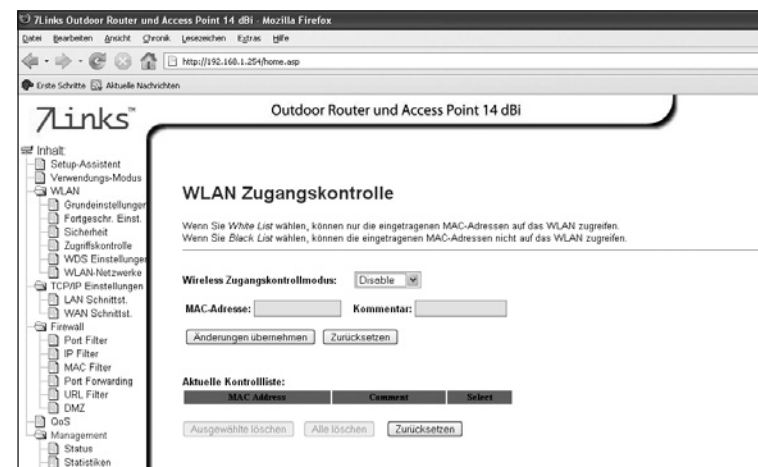 7Links Outdoor Router und Access Point 14 dBi - Mozilla Firefox
Datei Bearbeiten Ansicht Chronik Lesezeichen Extras Hilfe
http://192.160.1.254/home.asp
Erste Schritte Aktuelle Nachrichten
7Links™
Outdoor Router und Access Point 14 dBi
Inhalt:
Setup-Assistent
Verwendungs-Modus
WLAN
Grundeinstellungen
Fortgeschr. Einst.
Sicherheit
Zugriffskontrolle
WDS Einstellungen
WLAN-Netzwerke
TCP/IP Einstellungen
LAN Schnittst.
WAN Schnittst.
Firewall
Port Filter
IP Filter
MAC Filter
Port Forwarding
URL Filter
DMZ
QoS
Management
Status
Statistiken
WLAN Zugangskontrolle
Wenn Sie White List wählen, können nur die eingetragenen MAC-Adressen auf das WLAN zugreifen.
Wenn Sie Black List wählen, können die eingetragenen MAC-Adressen nicht auf das WLAN zugreifen.
Wireless Zugangskontrollmodus: Disable
MAC-Adresse: Kommentar:
Änderungen übernehmen Zurücksetzen
Aktuelle Kontrollliste:
MAC Address Comment Select
Ausgewählte löschen Alle löschen Zurücksetzen